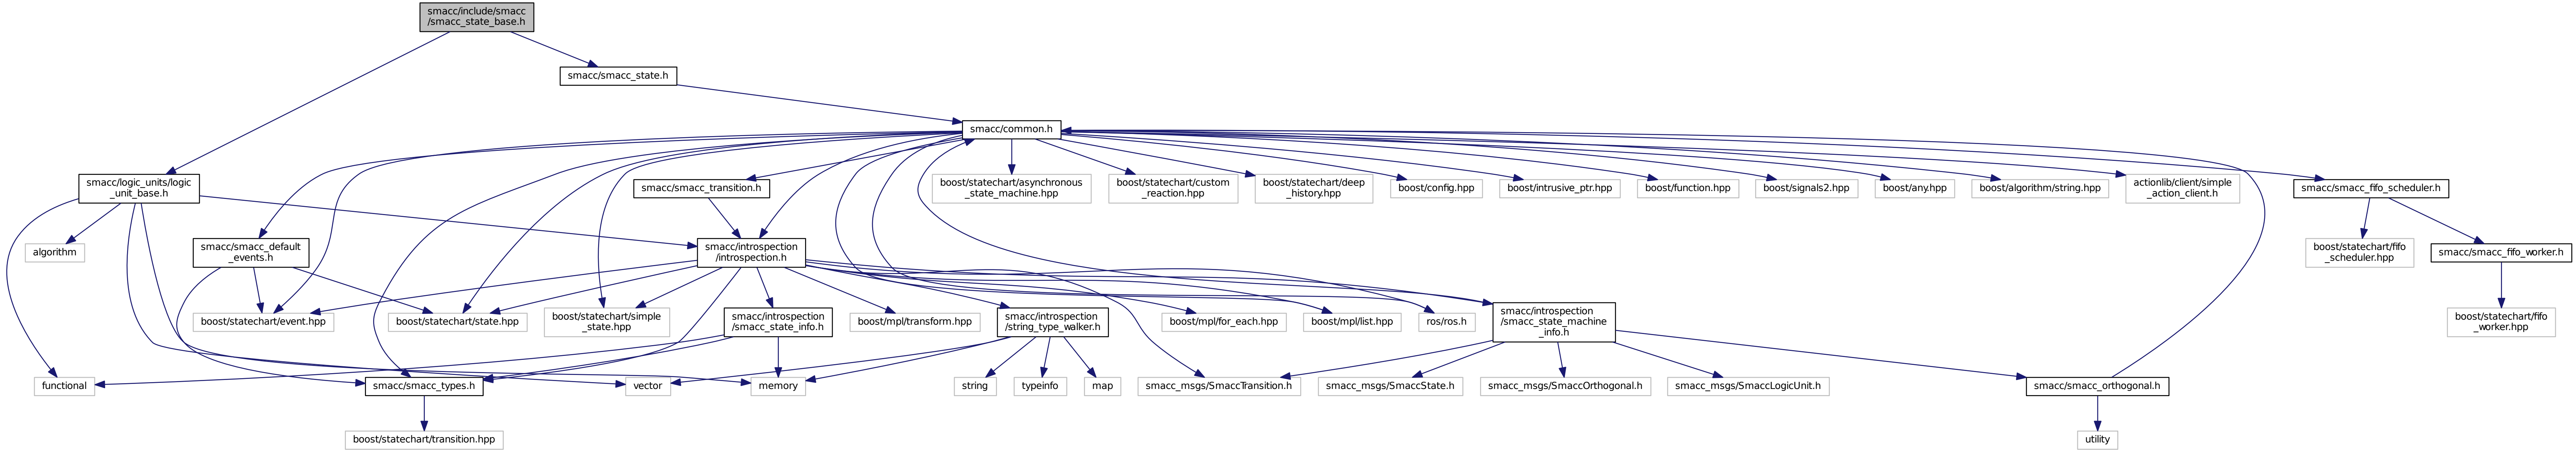 smacc/include/smacc
/smacc_state_base.h
smacc/smacc_state.h
smacc/common.h
smacc/logic_units/logic
_unit_base.h
smacc/smacc_transition.h
boost/statechart/asynchronous
_state_machine.hpp
boost/statechart/custom
_reaction.hpp
boost/statechart/deep
_history.hpp
boost/config.hpp
boost/intrusive_ptr.hpp
boost/function.hpp
boost/signals2.hpp
boost/any.hpp
boost/algorithm/string.hpp
actionlib/client/simple
_action_client.h
smacc/smacc_fifo_scheduler.h
algorithm
smacc/smacc_default
_events.h
smacc/introspection
/introspection.h
boost/statechart/fifo
_scheduler.hpp
smacc/smacc_fifo_worker.h
boost/statechart/event.hpp
boost/statechart/state.hpp
boost/statechart/simple
_state.hpp
smacc/introspection
/smacc_state_info.h
boost/mpl/transform.hpp
smacc/introspection
/string_type_walker.h
boost/mpl/for_each.hpp
boost/mpl/list.hpp
ros/ros.h
smacc/introspection
/smacc_state_machine
_info.h
boost/statechart/fifo
_worker.hpp
functional
smacc/smacc_types.h
vector
memory
string
typeinfo
map
smacc_msgs/SmaccTransition.h
smacc_msgs/SmaccState.h
smacc_msgs/SmaccOrthogonal.h
smacc_msgs/SmaccLogicUnit.h
smacc/smacc_orthogonal.h
boost/statechart/transition.hpp
utility